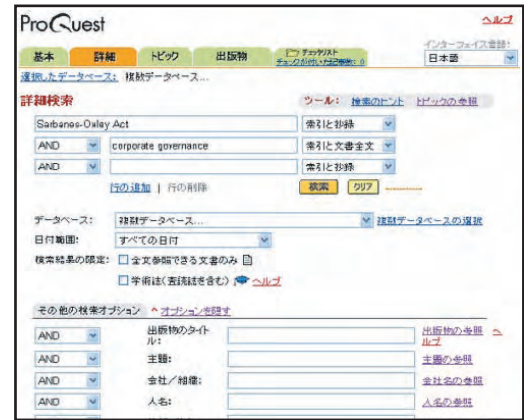 ProQuest
ヘルプ
インターフェイス言語:
基本 詳細 トピック 出版物 チェックリスト 日本語
選択したデータベース: 複数データベース...
詳細検索 ツール: 検索のヒント トピックの参照
Sarbanes-Oxley Act 索引と抄録
AND corporate governance 索引と文書全文
AND 索引と抄録
行の追加 | 行の削除 検索 クリア
データベース: 複数データベース... 複数データベースの選択
日付範囲: すべての日付
検索結果の限定: 全文参照できる文書のみ
学術誌(査読誌を含む) ヘルプ
その他の検索オプション オプションを隠す
AND 出版物のタイトル: 出版物の参照 ヘルプ
AND 主題: 主題の参照
AND 会社/組織: 会社名の参照
AND 人名: 人名の参照